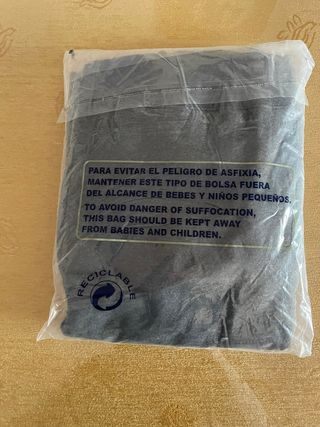 PARA EVITAR EL PELIGRO DE ASFIXIA,
MANTENER ESTE TIPO DE BOLSA FUERA
DEL ALCANCE DE BEBES Y NIÑOS PEQUEÑOS.
TO AVOID DANGER OF SUFFOCATION,
THIS BAG SHOULD BE KEPT AWAY
FROM BABIES AND CHILDREN.
RECICLABLE